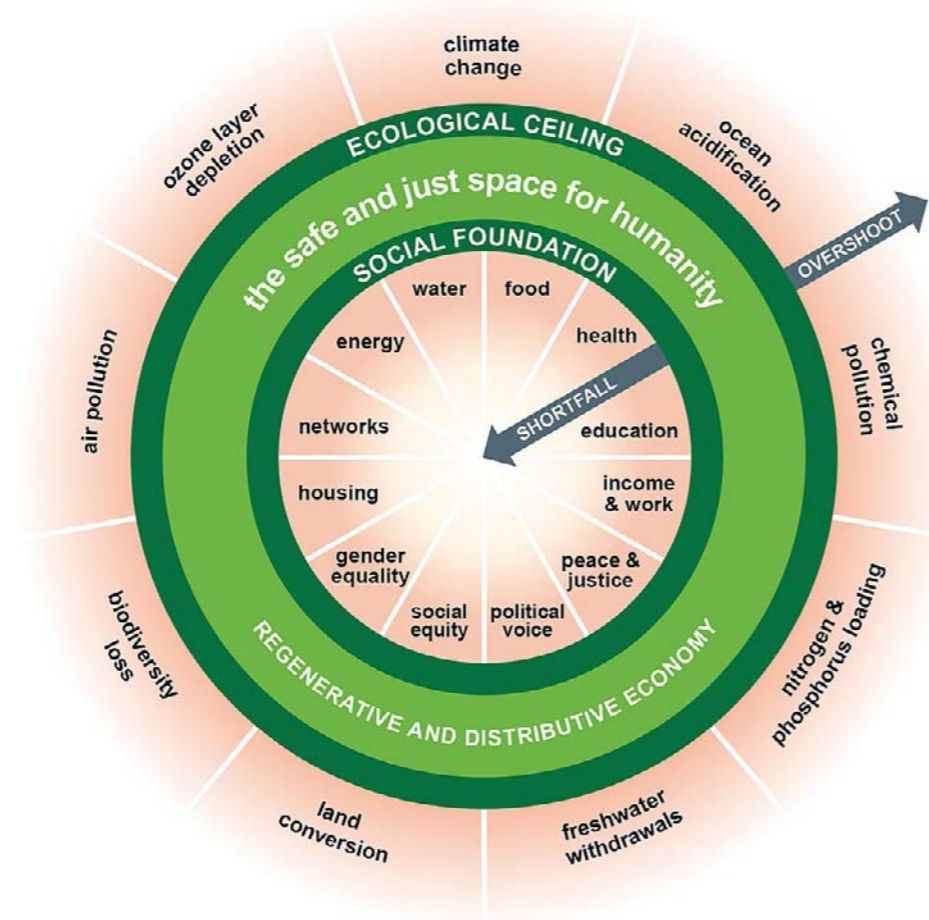 climate
change
ocean
acidification
OVERSHOOT
chemical
pollution
nitrogen &
phosphorus loading
freshwater
withdrawals
land
conversion
biodiversity
loss
air pollution
ozone layer
depletion
ECOLOGICAL CEILING
the safe and just space for humanity
SOCIAL FOUNDATION
water
food
health
SHORTFALL
education
income
& work
peace &
justice
political
voice
social
equity
gender
equality
housing
networks
energy
REGENERATIVE AND DISTRIBUTIVE ECONOMY